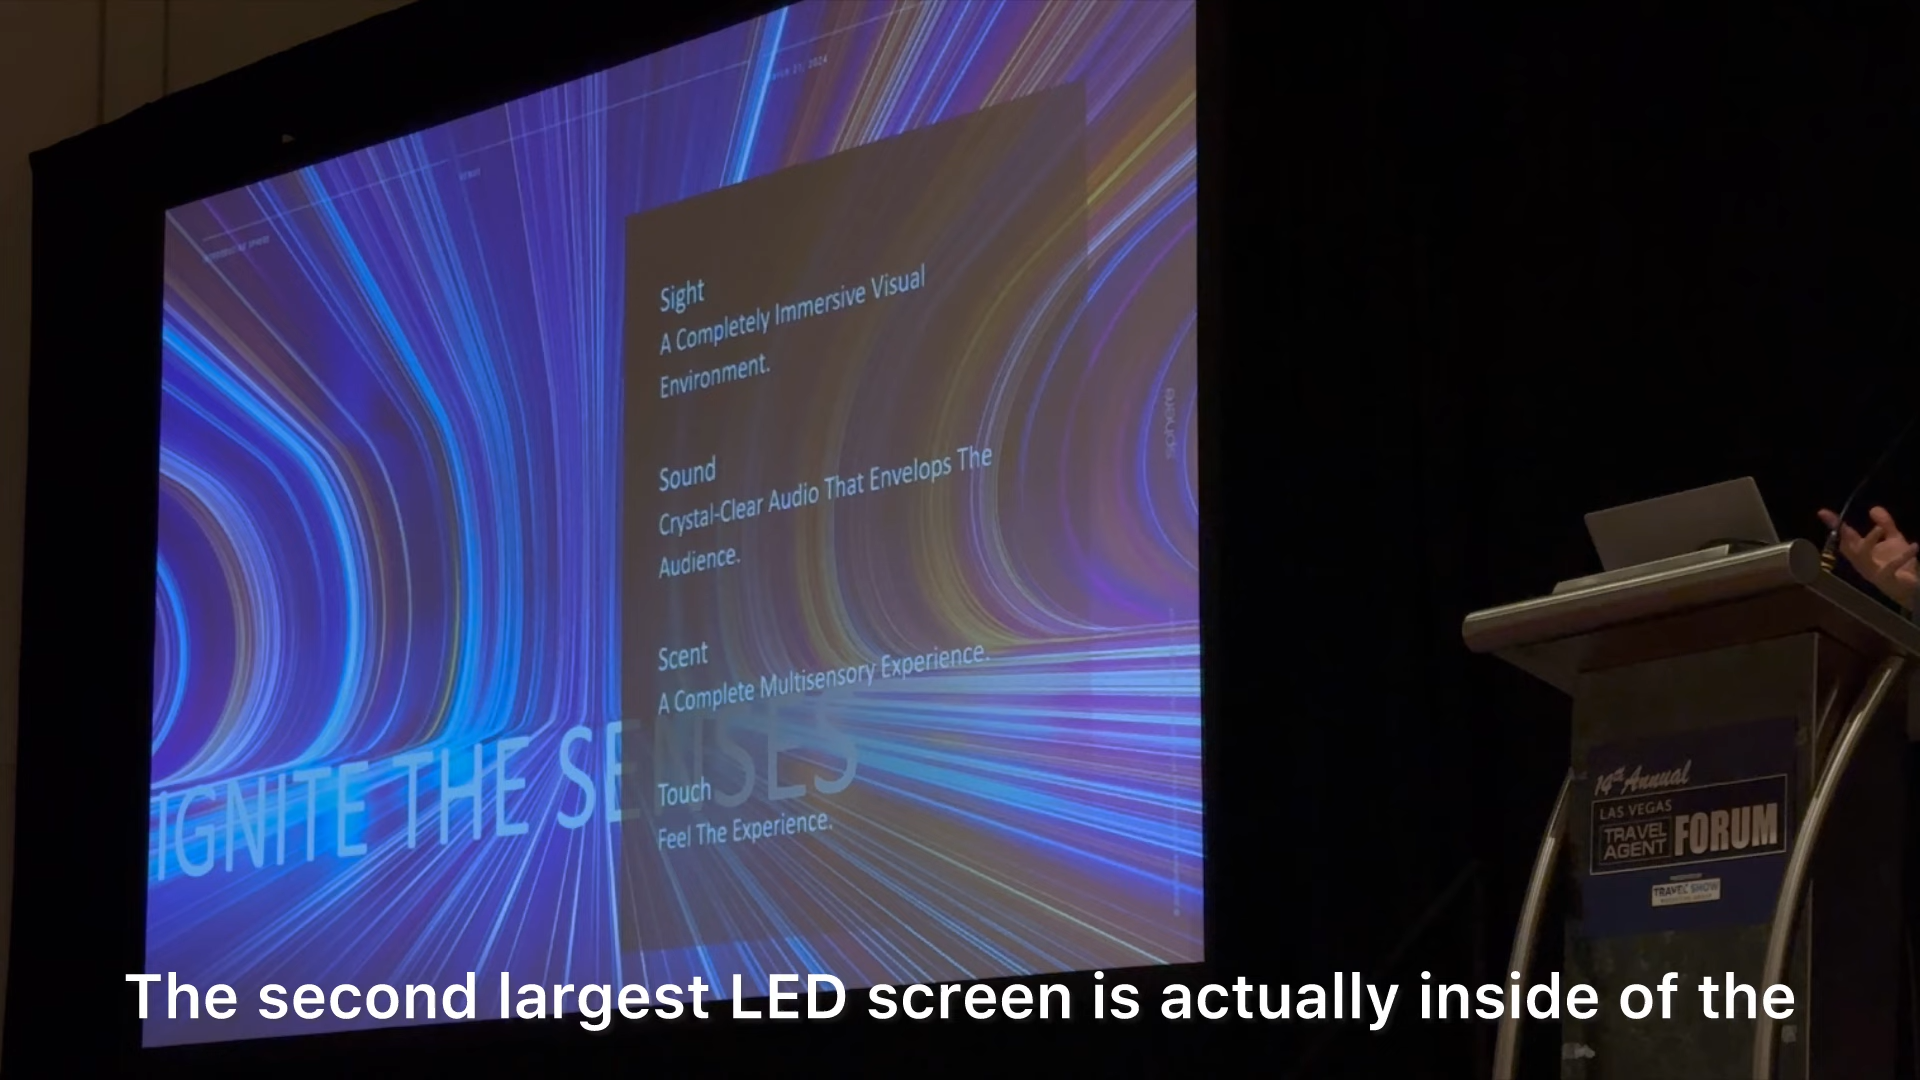 Sight
A Completely Immersive Visual
Environment.
Sound
Crystal-Clear Audio That Envelops The
Audience.
Scent
A Complete Multisensory Experience.
Touch
Feel The Experience.
IGNITE THE SENSES
sphere
14th Annual
LAS VEGAS
TRAVEL
AGENT
FORUM
TRAVEL SHOW
The second largest LED screen is actually inside of the